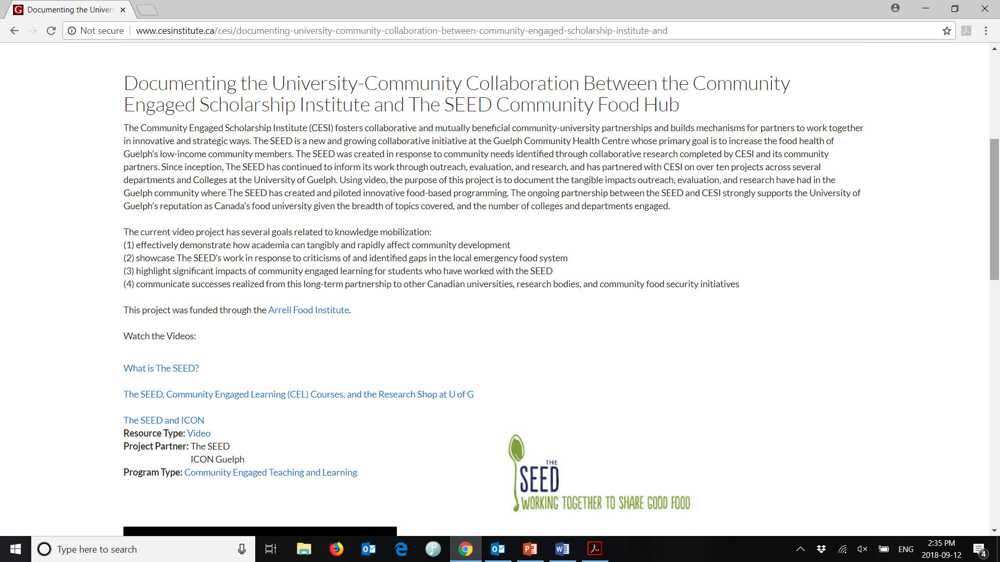 G Documenting the Univers
Not secure www.cesinstitute.ca/cesi/documenting-university-community-collaboration-between-community-engaged-scholarship-institute-and
Documenting the University-Community Collaboration Between the Community
Engaged Scholarship Institute and The SEED Community Food Hub
The Community Engaged Scholarship Institute (CESI) fosters collaborative and mutually beneficial community-university partnerships and builds mechanisms for partners to work together
in innovative and strategic ways. The SEED is a new and growing collaborative initiative at the Guelph Community Health Centre whose primary goal is to increase the food health of
Guelph’s low-income community members. The SEED was created in response to community needs identified through collaborative research completed by CESI and its community
partners. Since inception, The SEED has continued to inform its work through outreach, evaluation, and research, and has partnered with CESI on over ten projects across several
departments and Colleges at the University of Guelph. Using video, the purpose of this project is to document the tangible impacts outreach, evaluation, and research have had in the
Guelph community where The SEED has created and piloted innovative food-based programming. The ongoing partnership between the SEED and CESI strongly supports the University of
Guelph’s reputation as Canada’s food university given the breadth of topics covered, and the number of colleges and departments engaged.
The current video project has several goals related to knowledge mobilization:
(1) effectively demonstrate how academia can tangibly and rapidly affect community development
(2) showcase The SEED’s work in response to criticisms of and identified gaps in the local emergency food system
(3) highlight significant impacts of community engaged learning for students who have worked with the SEED
(4) communicate successes realized from this long-term partnership to other Canadian universities, research bodies, and community food security initiatives
This project was funded through the Arrell Food Institute.
Watch the Videos:
What is The SEED?
The SEED, Community Engaged Learning (CEL) Courses, and the Research Shop at U of G
The SEED and ICON
Resource Type: Video
Project Partner: The SEED
ICON Guelph
Program Type: Community Engaged Teaching and Learning
THE
SEED
WORKING TOGETHER TO SHARE GOOD FOOD
Type here to search
ENG
2:35 PM
2018-09-12
4